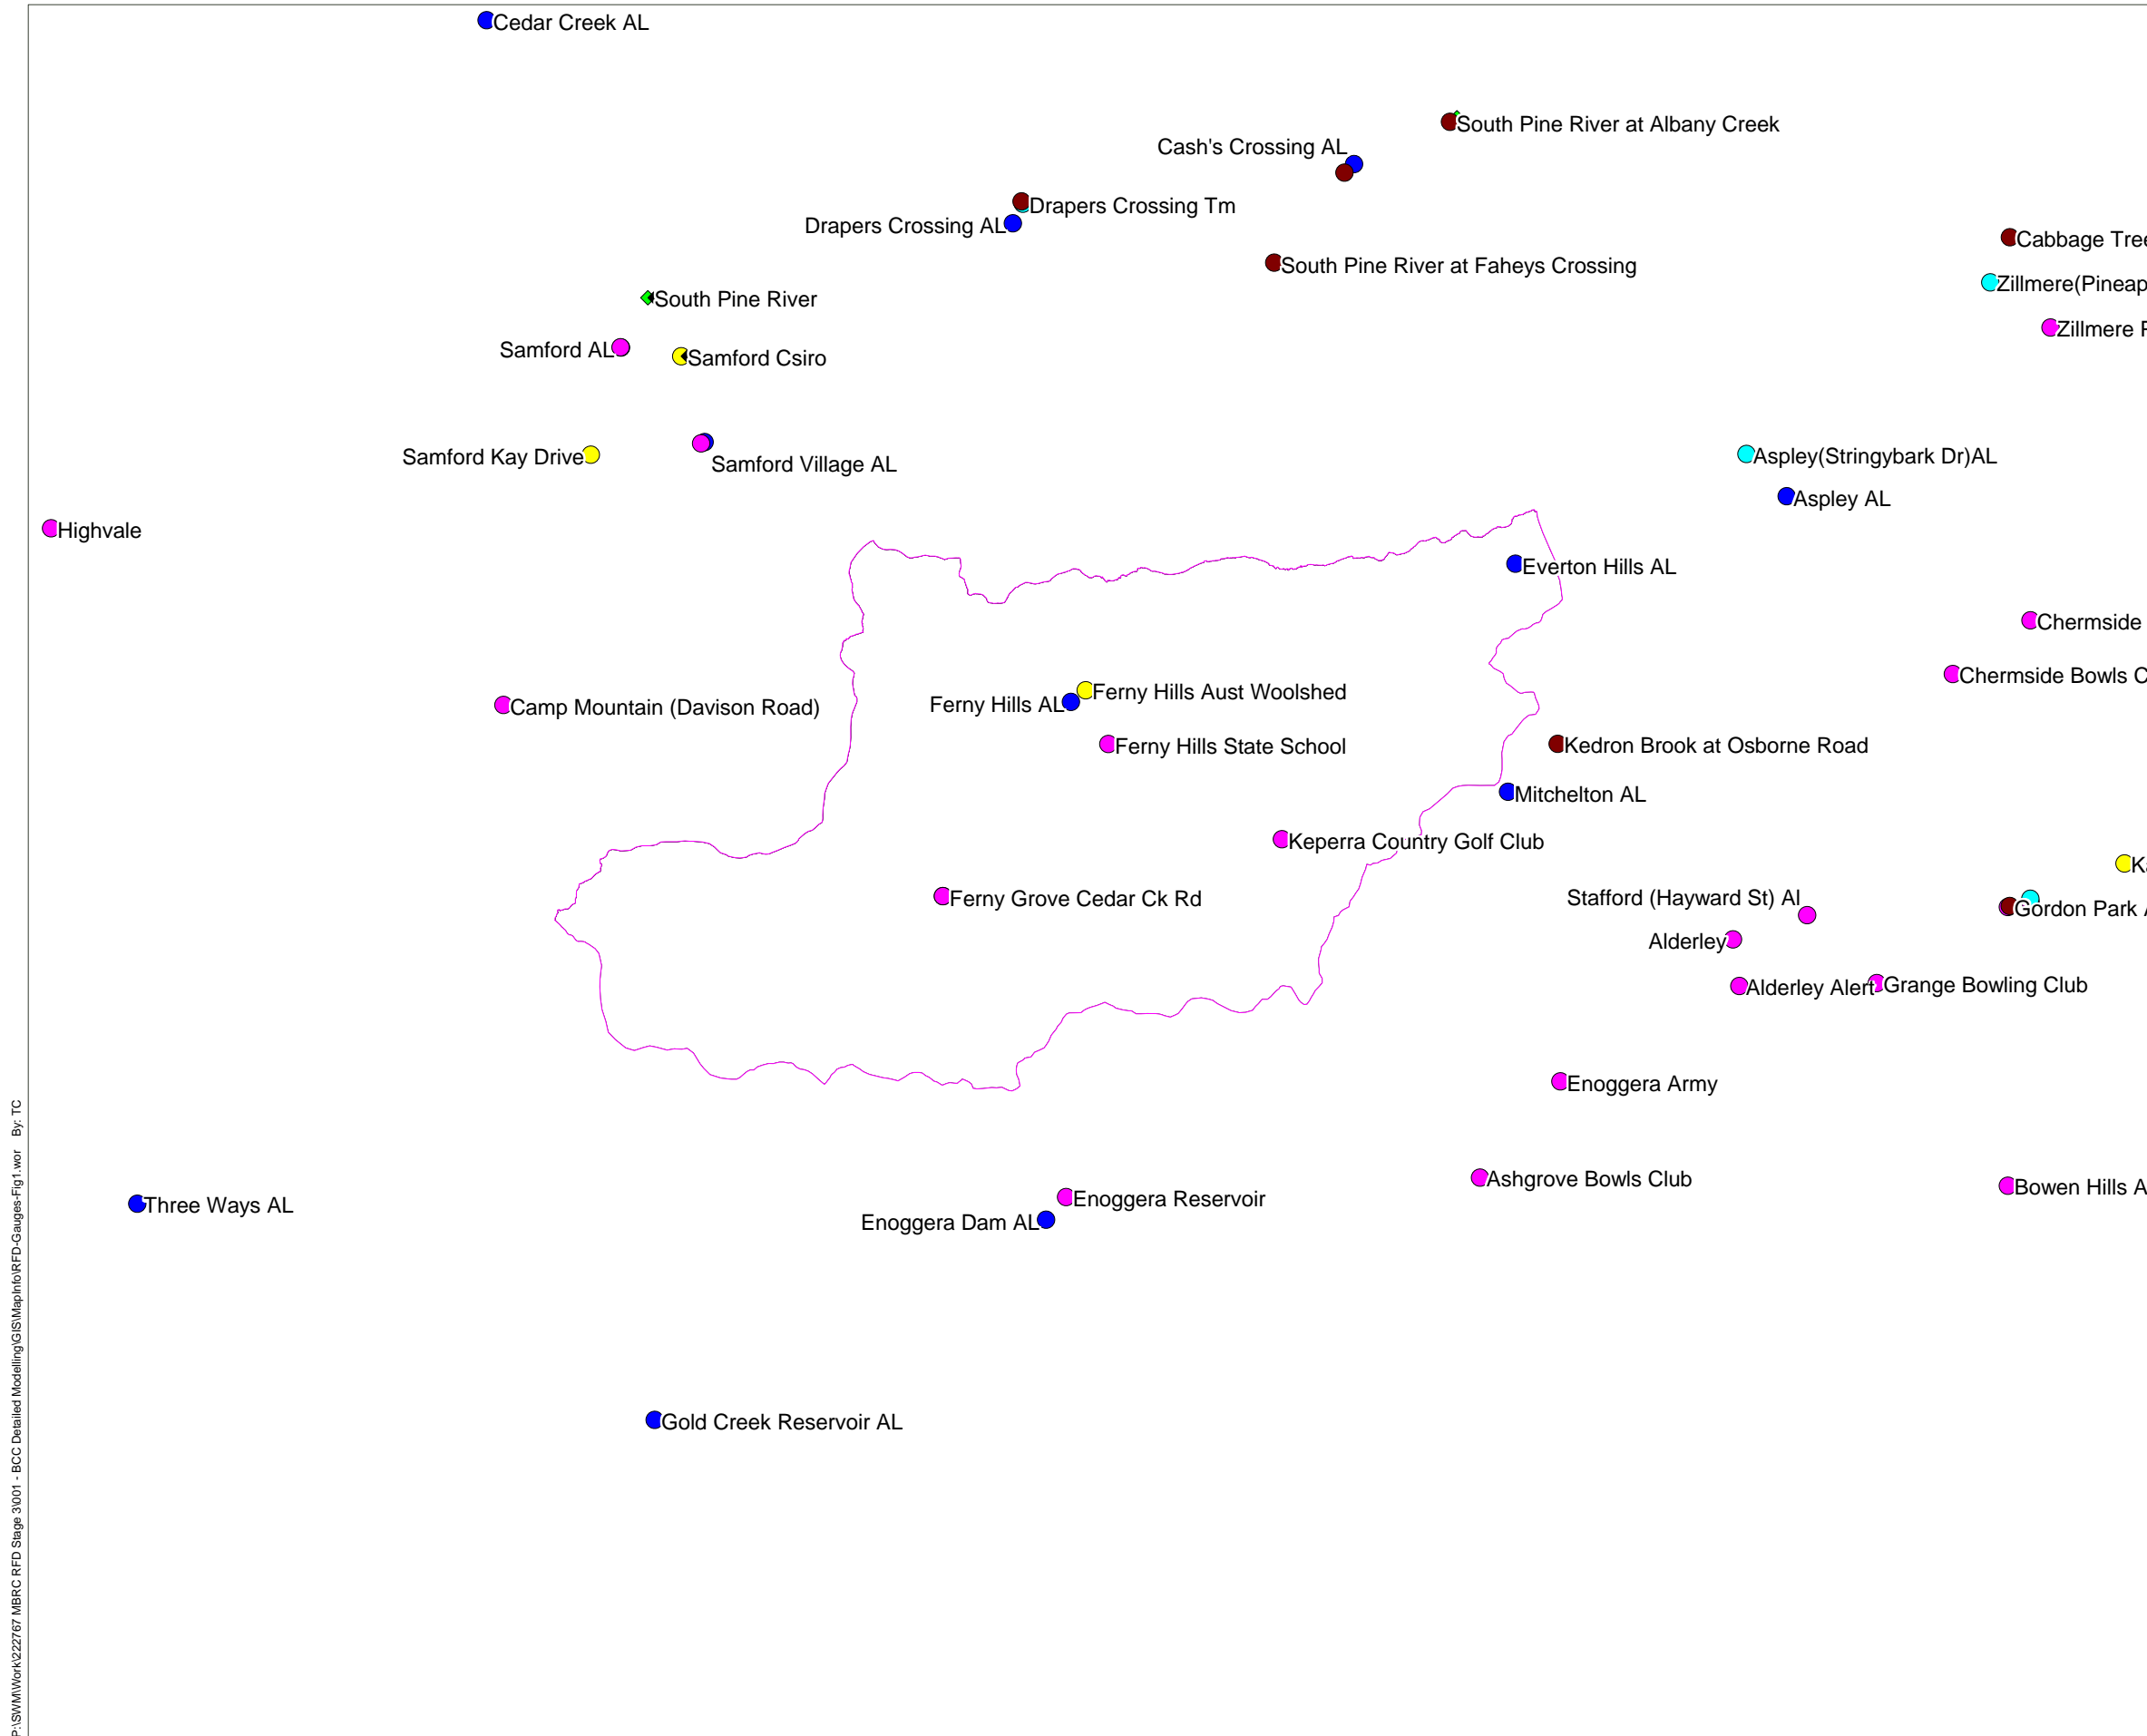 Cedar Creek AL
South Pine River at Albany Creek
Cash's Crossing AL
Drapers Crossing Tm
Drapers Crossing AL
Cabbage Tree
South Pine River at Faheys Crossing
Zillmere(Pineap
South Pine River
Zillmere
Samford AL
Samford Csiro
Samford Kay Drive
Samford Village AL
Aspley(Stringybark Dr)AL
Aspley AL
Highvale
Everton Hills AL
Chermside
Chermside Bowls C
Ferny Hills Aust Woolshed
Ferny Hills AL
Camp Mountain (Davison Road)
Ferny Hills State School
Kedron Brook at Osborne Road
Mitchelton AL
Keperra Country Golf Club
Ka
Ferny Grove Cedar Ck Rd
Stafford (Hayward St) Al
Gordon Park A
Alderley
Alderley Alert
Grange Bowling Club
Enoggera Army
Ashgrove Bowls Club
Bowen Hills A
Enoggera Reservoir
Three Ways AL
Enoggera Dam AL
Gold Creek Reservoir AL
P:\SWM\Work\222767 MBRC RFD Stage 3\001 - BCC Detailed Modelling\GIS\MapInfo\RFD-Gauges-Fig1.wor By: TC